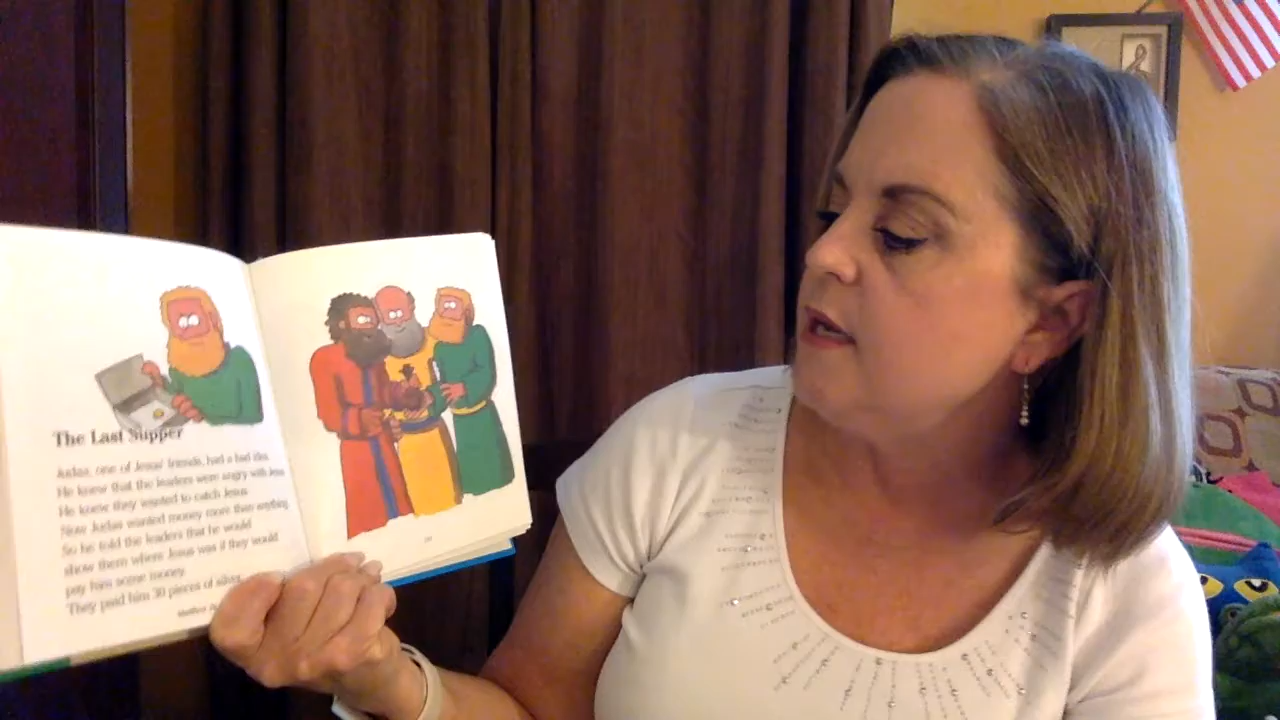 The Last Supper
Judas, one of Jesus' friends, had a bad idea.
He knew that the leaders were angry with Jesus.
He knew they wanted to catch Jesus.
Now Judas wanted money more than anything.
So he told the leaders that he would
show them where Jesus was if they would
pay him some money.
They paid him 30 pieces of silver.
Matthew